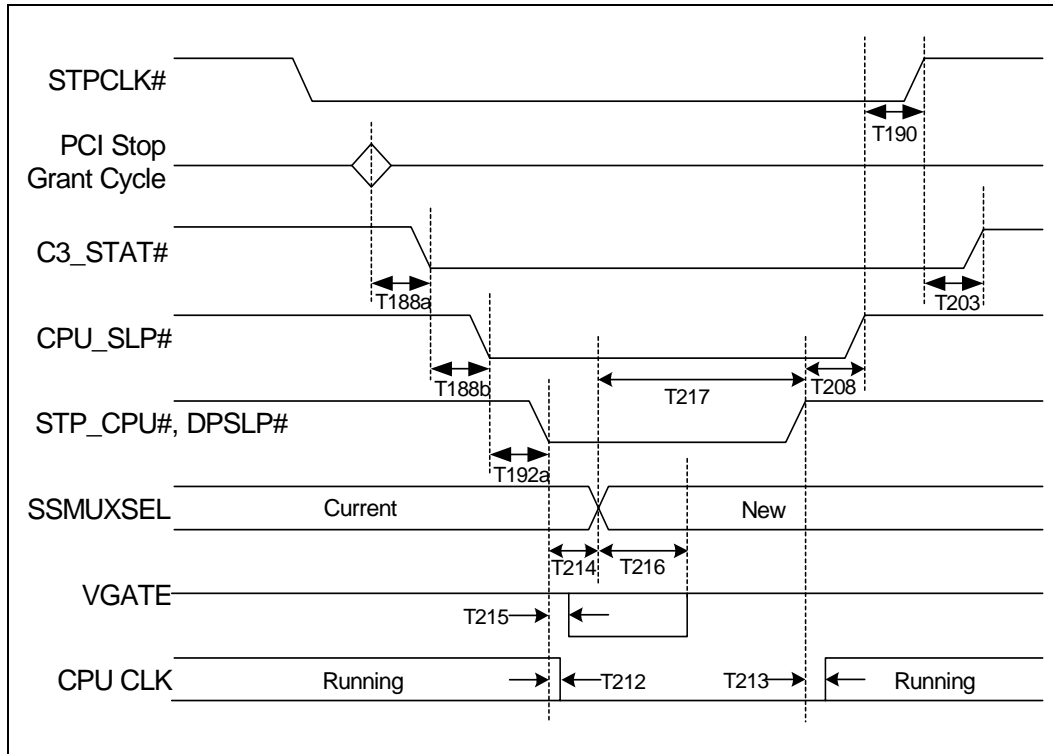 STPCLK#
T190
PCI Stop
Grant Cycle
C3_STAT#
T188a
T203
CPU_SLP#
T188b
T217
T208
STP_CPU#, DPSLP#
T192a
SSMUXSEL
Current
New
T214
T216
VGATE
T215
CPU CLK
Running
T212
T213
Running